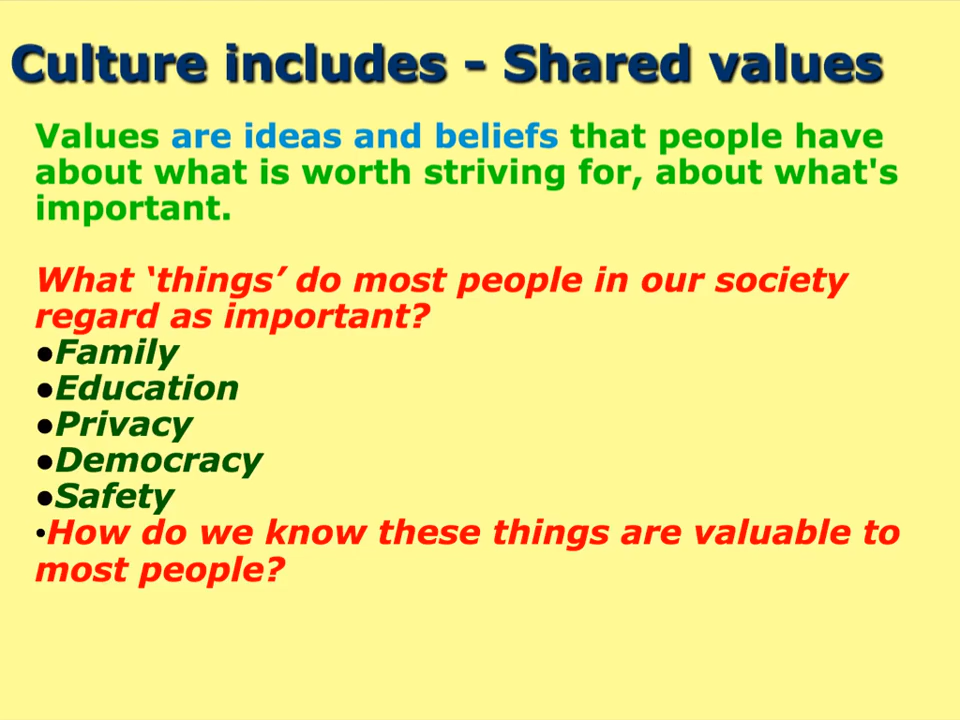 Culture includes - Shared values
Values are ideas and beliefs that people have
about what is worth striving for, about what's
important.
What ‘things’ do most people in our society
regard as important?
●Family
●Education
●Privacy
●Democracy
●Safety
•How do we know these things are valuable to
most people?